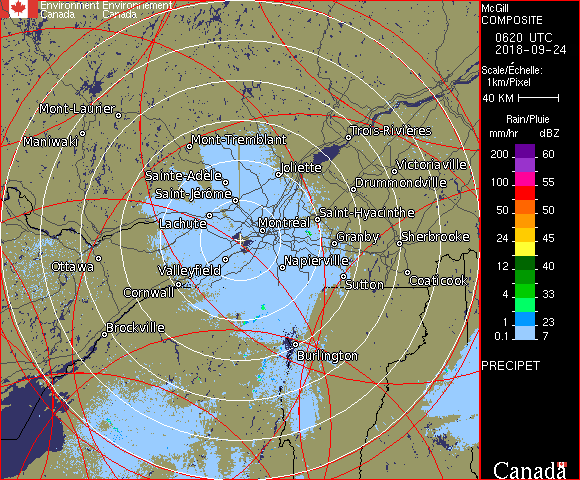 Environment Environnement
Canada Canada
McGill
COMPOSITE
0620 UTC
2018-09-24
Scale/Échelle:
1km/Pixel
40 KM
Rain/Pluie
mm/hr dBZ
200 60
100 55
50 50
24 45
12 40
4 33
1 23
0.1 7
PRECIPET
Canada
Mont-Laurier
Maniwaki
Mont-Tremblant
Trois-Rivières
Joliette
Victoriaville
Sainte-Adèle
Drummondville
Saint-Jérôme
Saint-Hyacinthe
Lachute
Montréal
Granby
Sherbrooke
Ottawa
Napierville
Valleyfield
Sutton
Coaticook
Cornwall
Brockville
Burlington